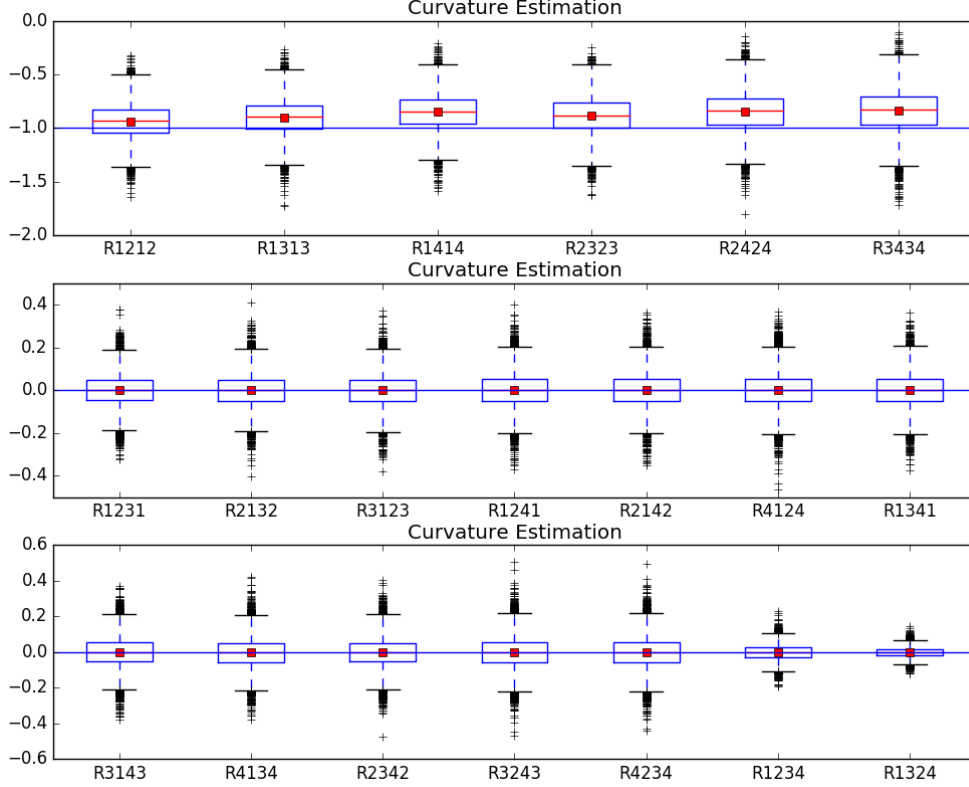 Curvature Estimation
0.0
−0.5
−1.0
−1.5
−2.0
R1212 R1313 R1414 R2323 R2424 R3434
Curvature Estimation
0.4
0.2
0.0
−0.2
−0.4
R1231 R2132 R3123 R1241 R2142 R4124 R1341
Curvature Estimation
0.6
0.4
0.2
0.0
−0.2
−0.4
−0.6
R3143 R4134 R2342 R3243 R4234 R1234 R1324